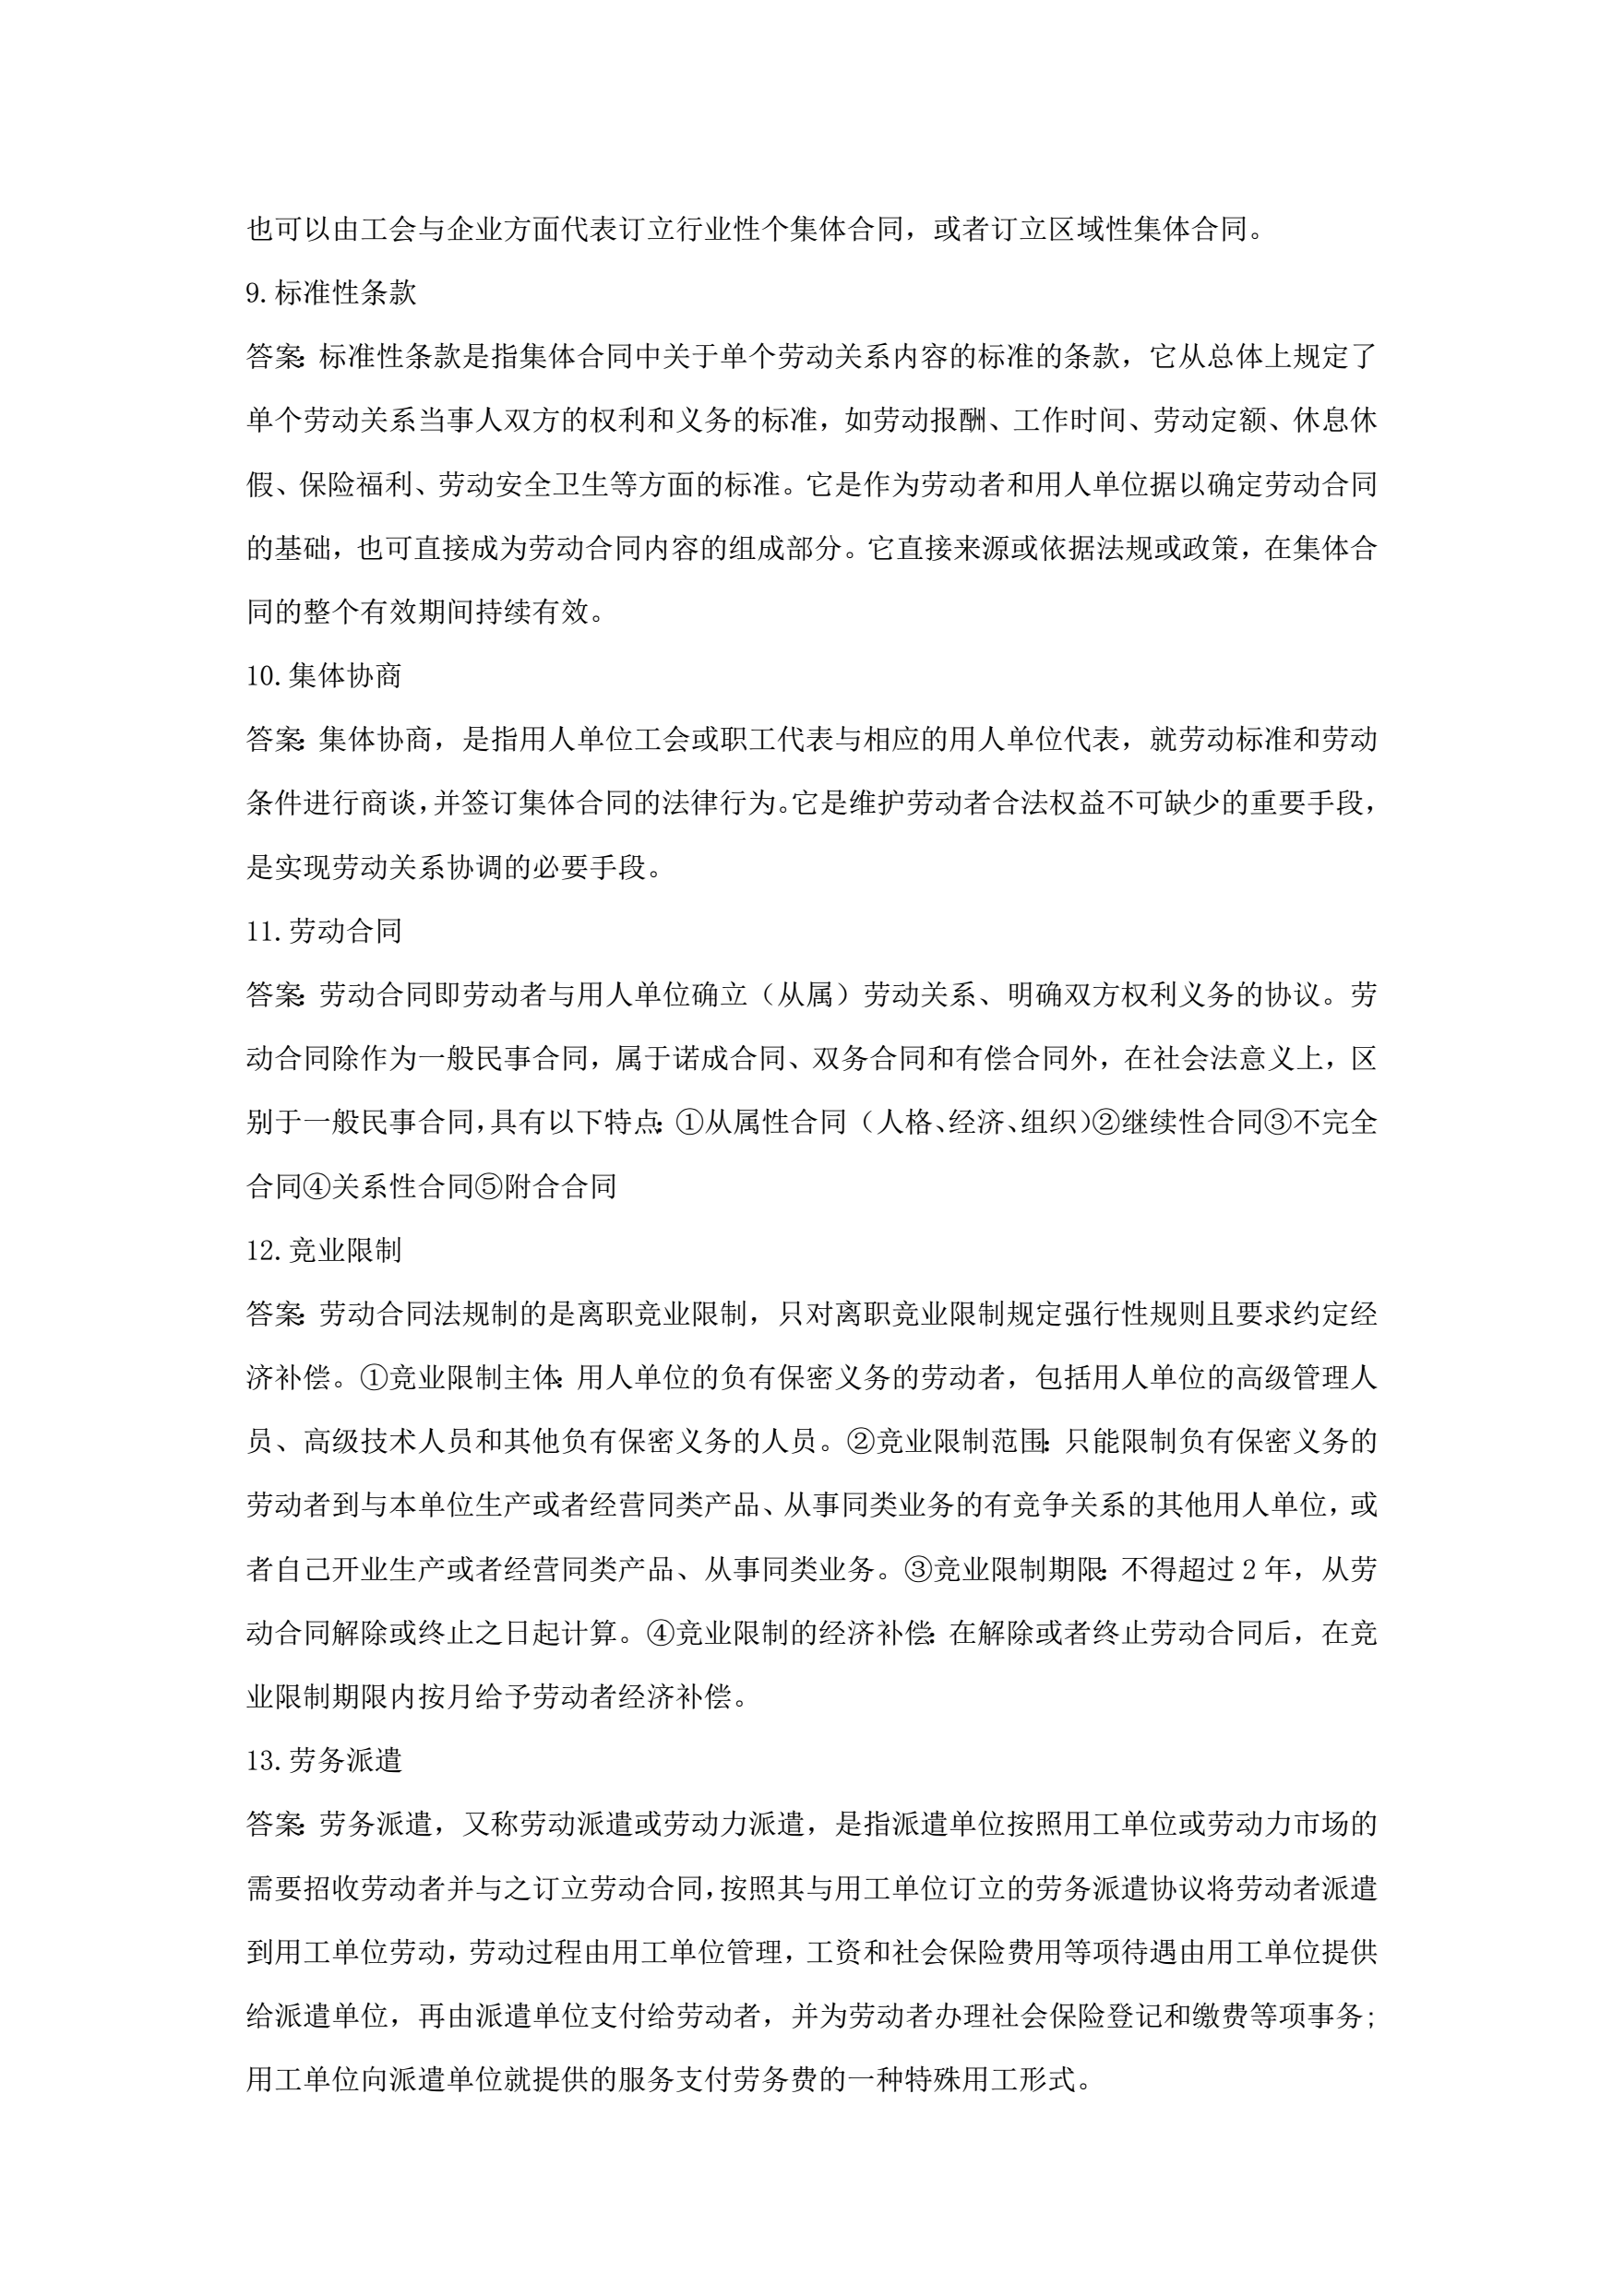 也可以由工会与企业方面代表订立行业性个集体合同，或者订立区域性集体合同。
9.标准性条款
答案：标准性条款是指集体合同中关于单个劳动关系内容的标准的条款，它从总体上规定了
单个劳动关系当事人双方的权利和义务的标准，如劳动报酬、工作时间、劳动定额、休息休
假、保险福利、劳动安全卫生等方面的标准。它是作为劳动者和用人单位据以确定劳动合同
的基础，也可直接成为劳动合同内容的组成部分。它直接来源或依据法规或政策，在集体合
同的整个有效期间持续有效。
10.集体协商
答案：集体协商，是指用人单位工会或职工代表与相应的用人单位代表，就劳动标准和劳动
条件进行商谈，并签订集体合同的法律行为。它是维护劳动者合法权益不可缺少的重要手段，
是实现劳动关系协调的必要手段。
11.劳动合同
答案：劳动合同即劳动者与用人单位确立（从属）劳动关系、明确双方权利义务的协议。劳
动合同除作为一般民事合同，属于诺成合同、双务合同和有偿合同外，在社会法意义上，区
别于一般民事合同，具有以下特点：①从属性合同（人格、经济、组织）②继续性合同③不完全
合同④关系性合同⑤附合合同
12.竞业限制
答案：劳动合同法规制的是离职竞业限制，只对离职竞业限制规定强行性规则且要求约定经
济补偿。①竞业限制主体：用人单位的负有保密义务的劳动者，包括用人单位的高级管理人
员、高级技术人员和其他负有保密义务的人员。②竞业限制范围：只能限制负有保密义务的
劳动者到与本单位生产或者经营同类产品、从事同类业务的有竞争关系的其他用人单位，或
者自己开业生产或者经营同类产品、从事同类业务。③竞业限制期限：不得超过 2 年，从劳
动合同解除或终止之日起计算。④竞业限制的经济补偿：在解除或者终止劳动合同后，在竞
业限制期限内按月给予劳动者经济补偿。
13.劳务派遣
答案：劳务派遣，又称劳动派遣或劳动力派遣，是指派遣单位按照用工单位或劳动力市场的
需要招收劳动者并与之订立劳动合同，按照其与用工单位订立的劳务派遣协议将劳动者派遣
到用工单位劳动，劳动过程由用工单位管理，工资和社会保险费用等项待遇由用工单位提供
给派遣单位，再由派遣单位支付给劳动者，并为劳动者办理社会保险登记和缴费等项事务；
用工单位向派遣单位就提供的服务支付劳务费的一种特殊用工形式。